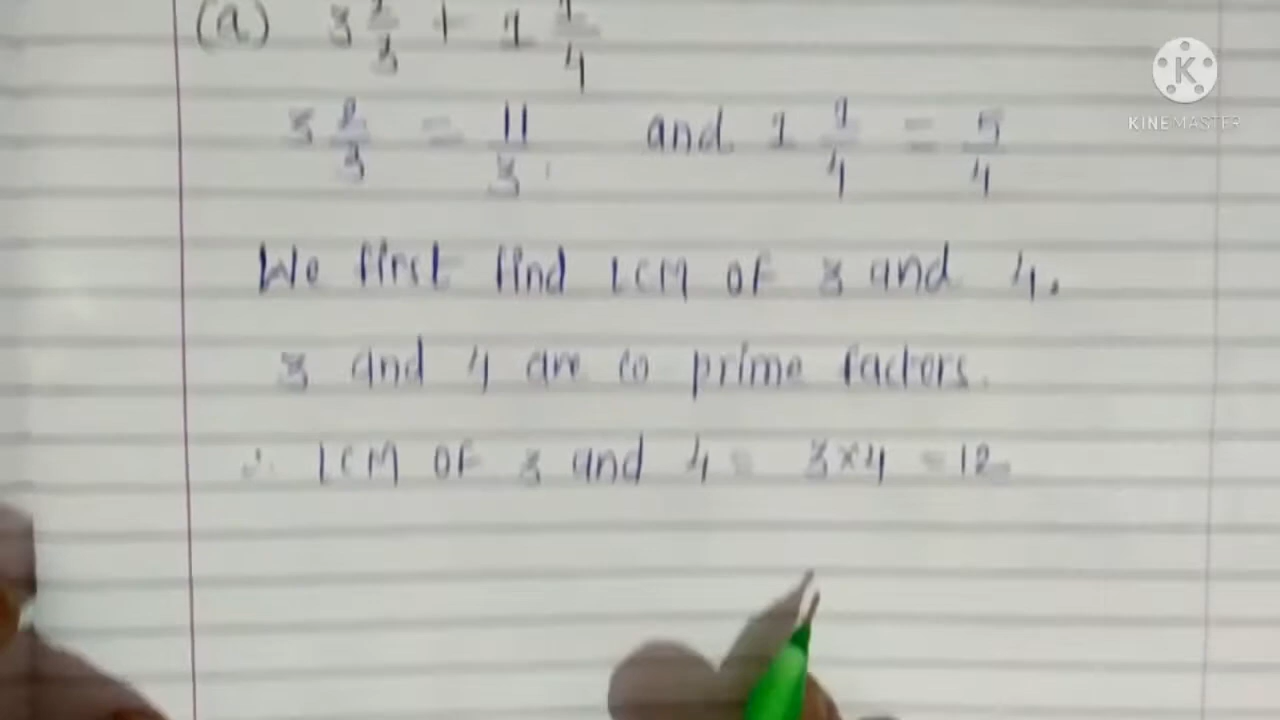 (a) 3 2/3 + 1 1/4
3 2/3 = 11/3 and 1 1/4 = 5/4
We first find LCM of 3 and 4.
3 and 4 are co prime factors.
∴ LCM OF 3 and 4 = 3×4 = 12
K
KINEMASTER